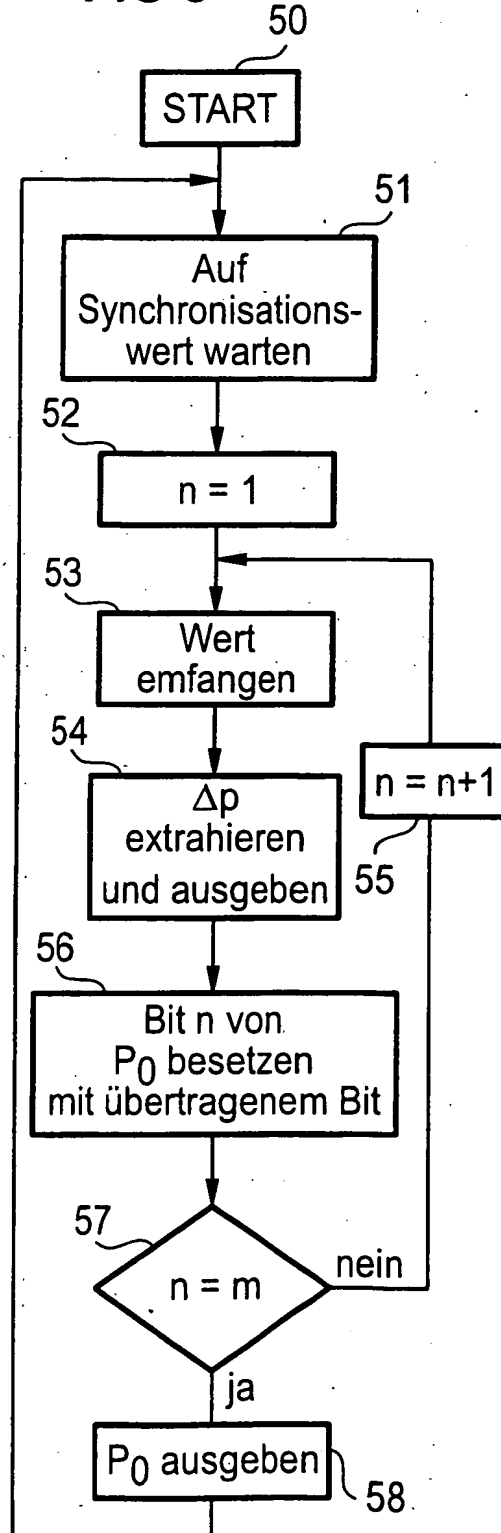 50
START
51
Auf
Synchronisations-
wert warten
52
n = 1
53
Wert
emfangen
54
Δp
extrahieren
und ausgeben
n = n+1
55
56
Bit n von
P0 besetzen
mit übertragenem Bit
57
n = m
nein
ja
P0 ausgeben
58